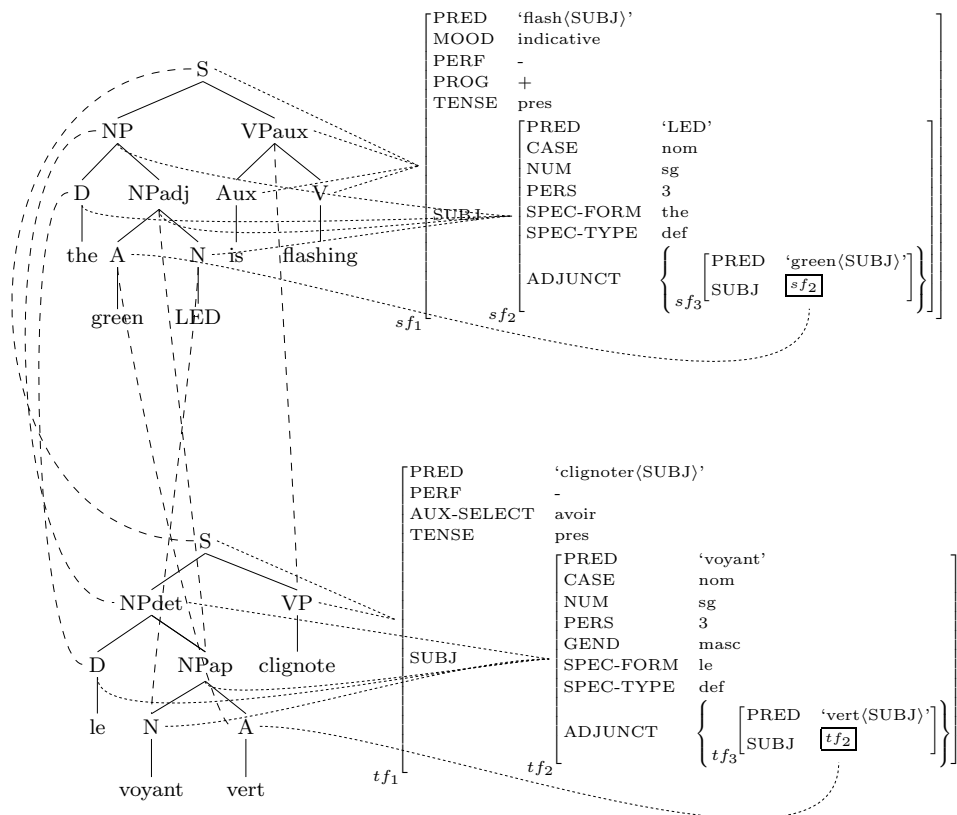 S
NP VPaux
D NPadj Aux V
the A N is flashing
green LED
PRED ‘flash⟨SUBJ⟩’
MOOD indicative
PERF -
PROG +
TENSE pres
SUBJ
PRED ‘LED’
CASE nom
NUM sg
PERS 3
SPEC-FORM the
SPEC-TYPE def
ADJUNCT
PRED ‘green⟨SUBJ⟩’
SUBJ sf2
sf3
sf2
sf1
S
NPdet VP
D NPap clignote
le N A
voyant vert
PRED ‘clignoter⟨SUBJ⟩’
PERF -
AUX-SELECT avoir
TENSE pres
SUBJ
PRED ‘voyant’
CASE nom
NUM sg
PERS 3
GEND masc
SPEC-FORM le
SPEC-TYPE def
ADJUNCT
PRED ‘vert⟨SUBJ⟩’
SUBJ tf2
tf3
tf2
tf1